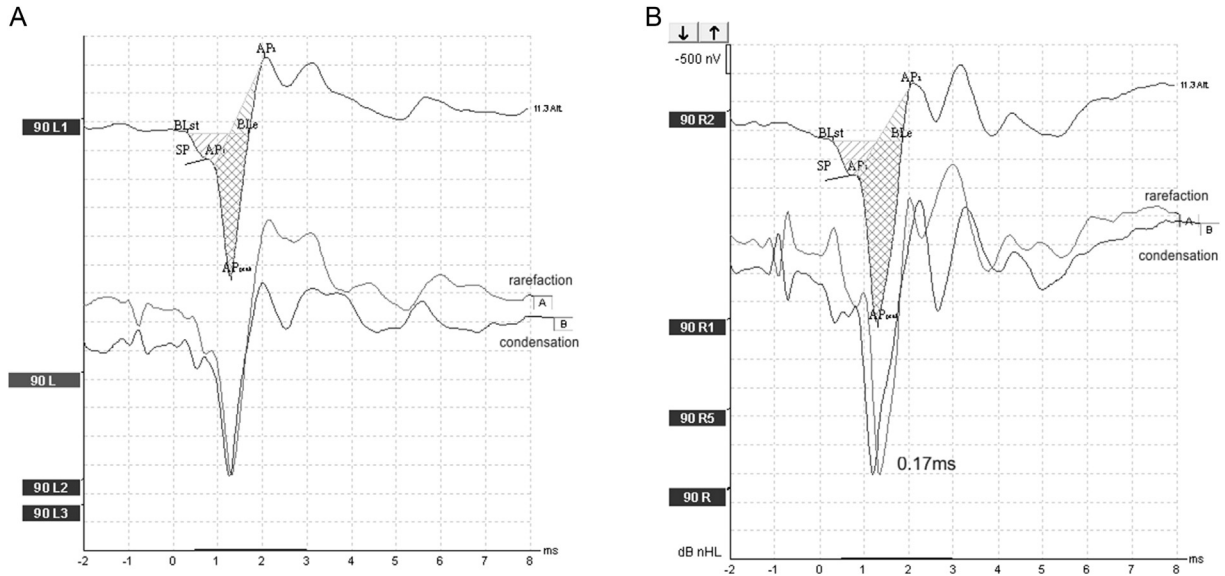 A
AP₁
90 L1
BLst
BLe
SP
AP₁
11.3 Alt.
rarefaction
A
B
condensation
90 L
90 L2
90 L3
-2 -1 0 1 2 3 4 5 6 7 8 ms
B
↓ ↑
-500 nV
AP₁
11.3 Alt.
90 R2
BLst
BLe
SP
AP₁
rarefaction
A
B
condensation
90 R1
90 R5
0.17ms
90 R
dB nHL
-2 -1 0 1 2 3 4 5 6 7 8 ms